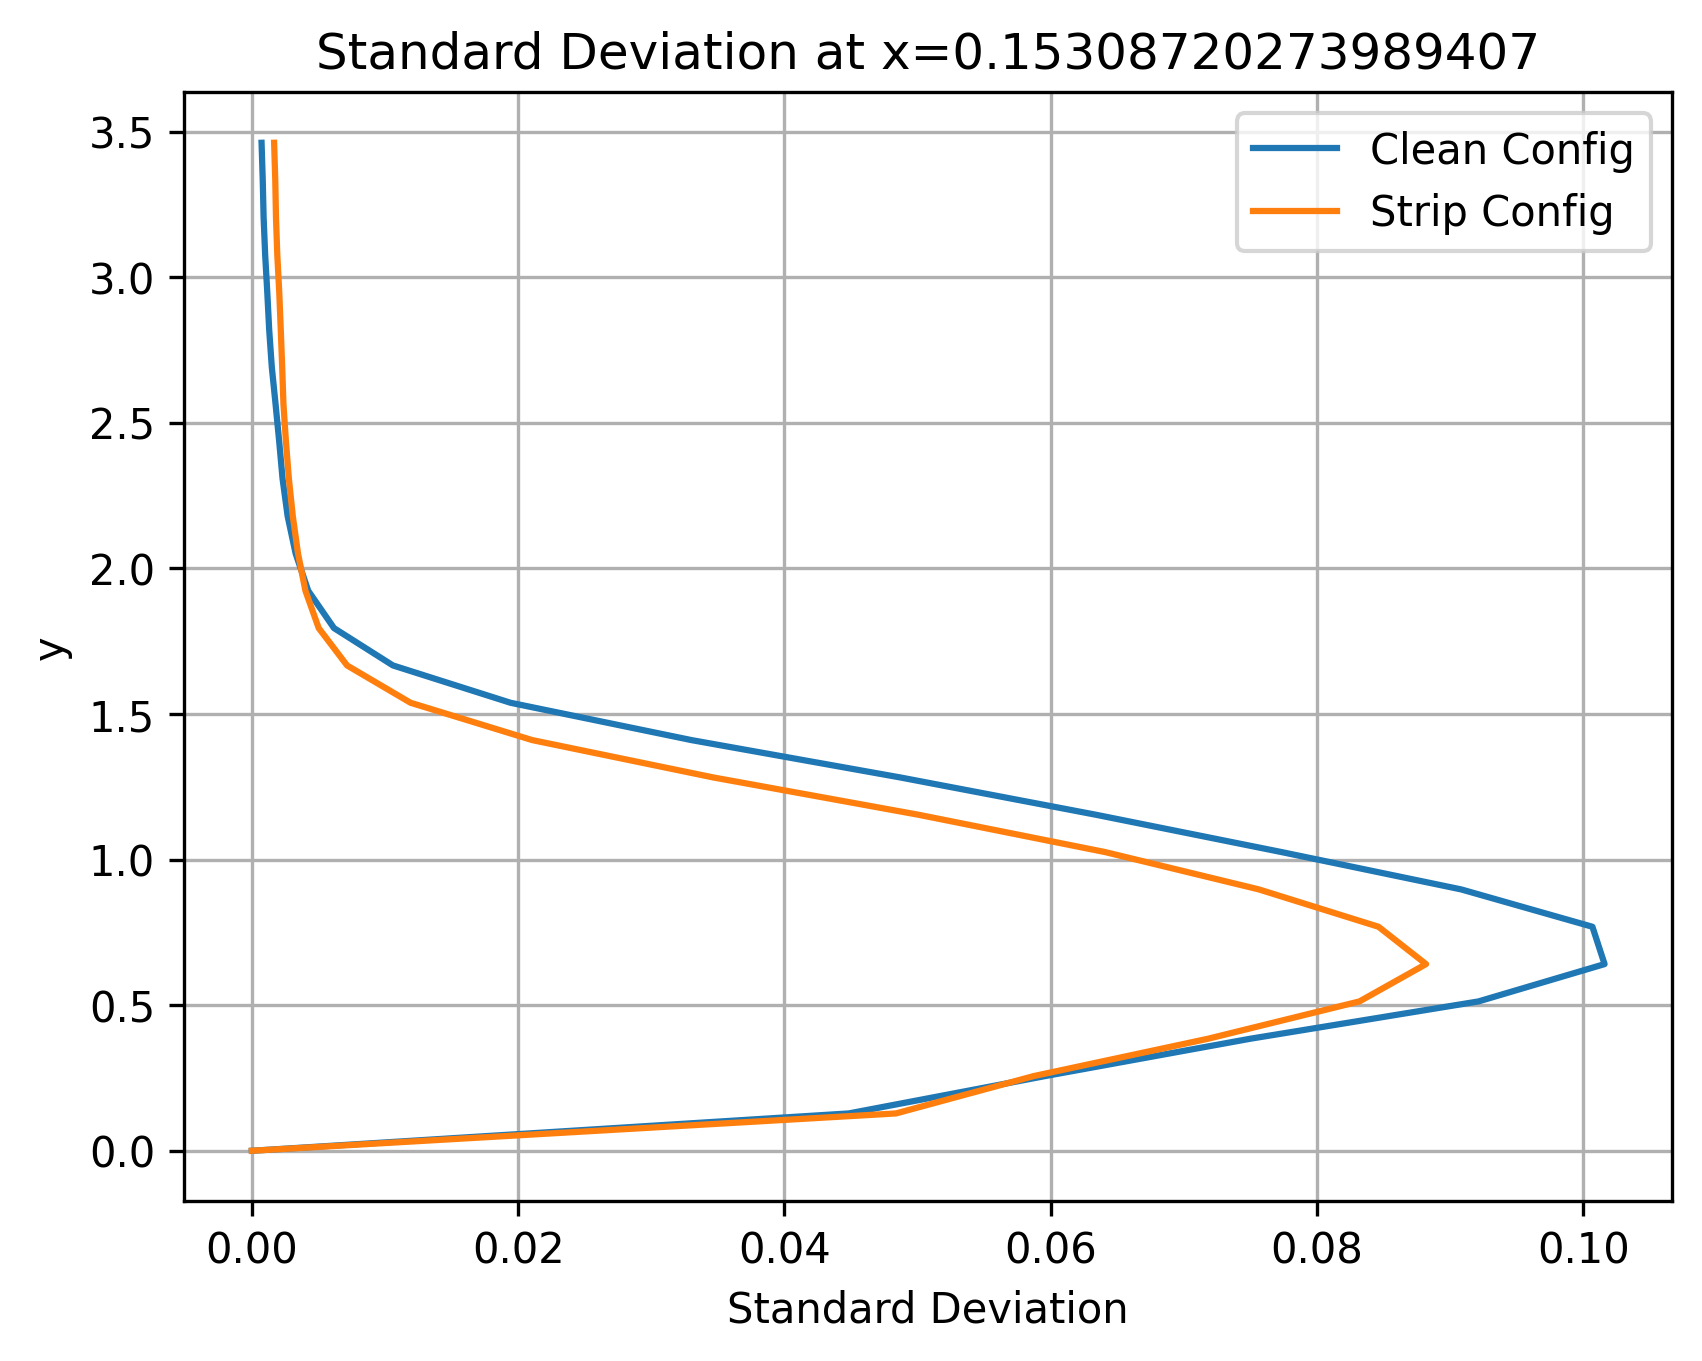 Standard Deviation at x=0.15308720273989407
Clean Config
Strip Config
3.5
3.0
2.5
2.0
1.5
1.0
0.5
0.0
y
0.00 0.02 0.04 0.06 0.08 0.10
Standard Deviation